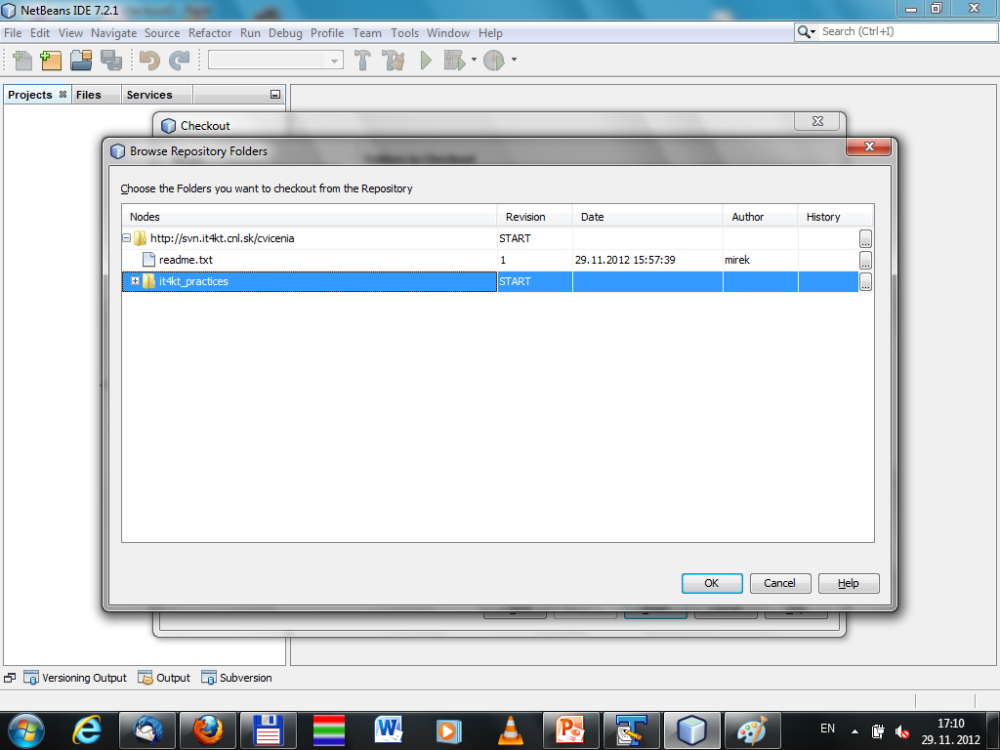 NetBeans IDE 7.2.1
File Edit View Navigate Source Refactor Run Debug Profile Team Tools Window Help
Search (Ctrl+I)
Projects Files Services
Checkout
Browse Repository Folders
Choose the Folders you want to checkout from the Repository
Nodes Revision Date Author History
http://svn.it4kt.cnl.sk/cvicenia START ...
readme.txt 1 29.11.2012 15:57:39 mirek ...
it4kt_practices START ...
OK Cancel Help
Versioning Output Output Subversion
EN 17:10
29. 11. 2012